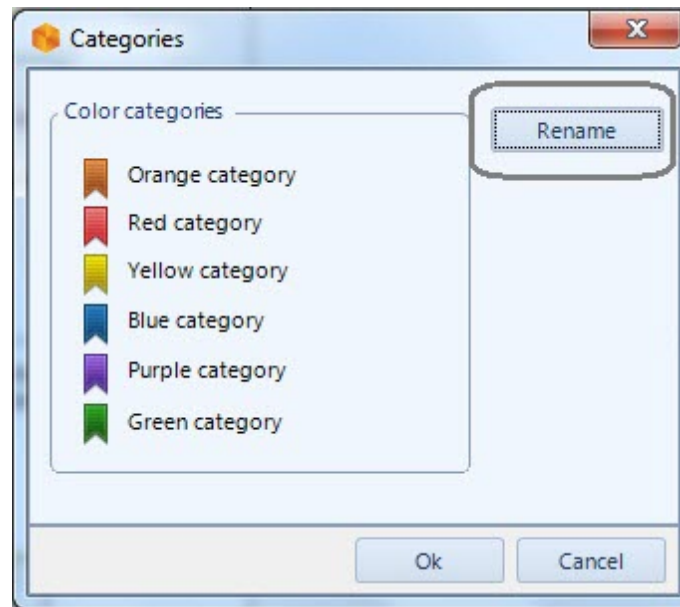 Categories
Color categories
Rename
Orange category
Red category
Yellow category
Blue category
Purple category
Green category
Ok
Cancel